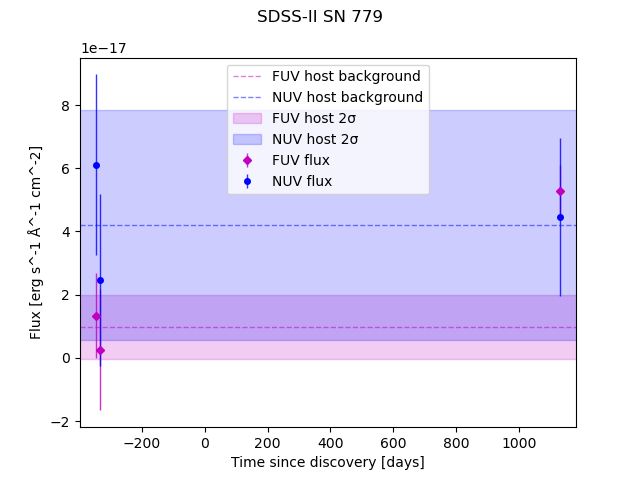 SDSS-II SN 779
1e−17
FUV host background
NUV host background
FUV host 2σ
NUV host 2σ
FUV flux
NUV flux
8
6
4
2
0
−2
Flux [erg s^-1 Å^-1 cm^-2]
−200 0 200 400 600 800 1000
Time since discovery [days]